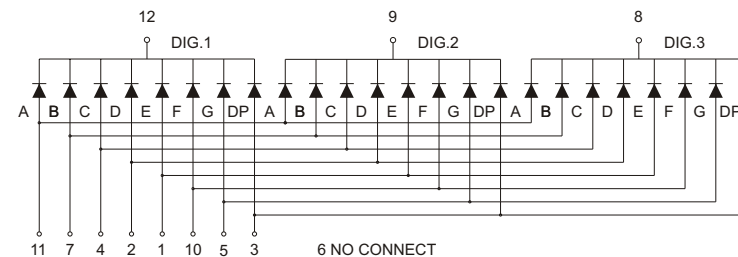 12 9 8
DIG.1 DIG.2 DIG.3
A B C D E F G DP A B C D E F G DP A B C D E F G DP
11 7 4 2 1 10 5 3 6 NO CONNECT